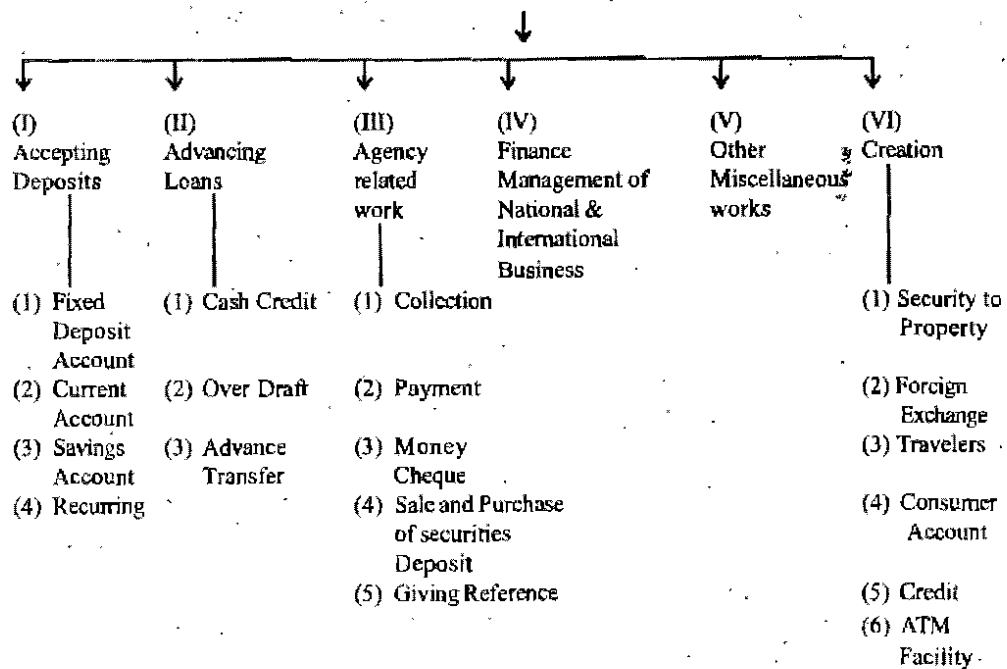 (I)
Accepting
Deposits
(1) Fixed
Deposit
Account
(2) Current
Account
(3) Savings
Account
(4) Recurring
(II)
Advancing
Loans
(1) Cash Credit
(2) Over Draft
(3) Advance
Transfer
(III)
Agency
related
work
(1) Collection
(2) Payment
(3) Money
Cheque
(4) Sale and Purchase
of securities
Deposit
(5) Giving Reference
(IV)
Finance
Management of
National &
International
Business
(V)
Other
Miscellaneous
works
(VI)
Creation
(1) Security to
Property
(2) Foreign
Exchange
(3) Travelers
(4) Consumer
Account
(5) Credit
(6) ATM
Facility